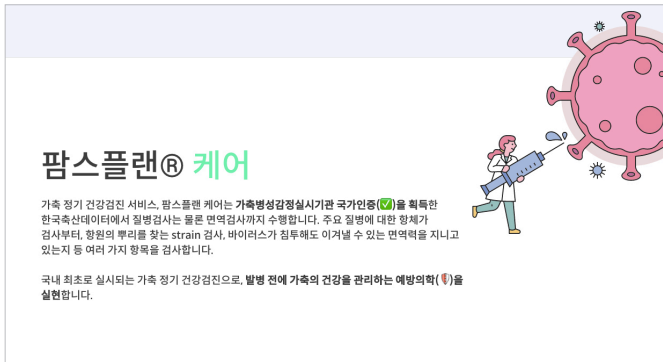 팜스플랜® 케어
가축 정기 건강검진 서비스, 팜스플랜 케어는 가축병성감정실시기관 국가인증(✅)을 획득한
한국축산데이터에서 질병검사는 물론 면역검사까지 수행합니다. 주요 질병에 대한 항체가
검사부터, 항원의 뿌리를 찾는 strain 검사, 바이러스가 침투해도 이겨낼 수 있는 면역력을 지니고
있는지 등 여러 가지 항목을 검사합니다.
국내 최초로 실시되는 가축 정기 건강검진으로, 발병 전에 가축의 건강을 관리하는 예방의학(🛡)을
실현합니다.